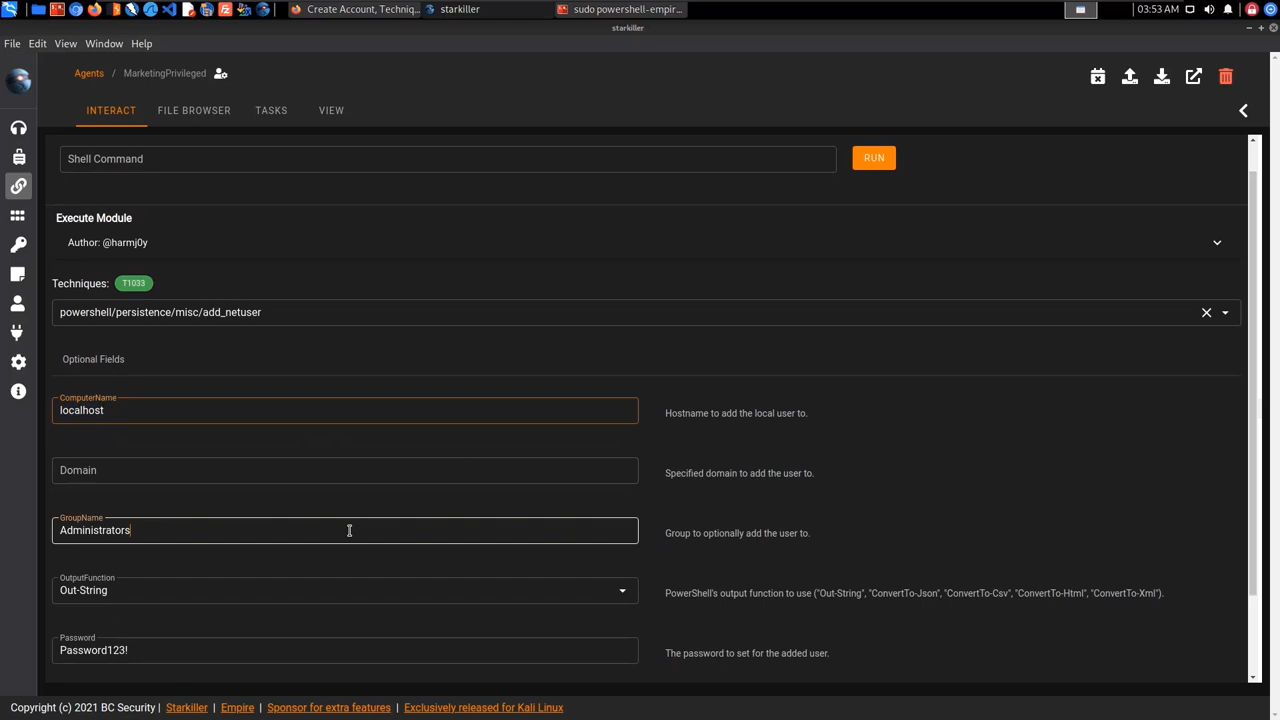 Create Account, Techniq...
starkiller
sudo powershell-empir...
03:53 AM
starkiller
File Edit View Window Help
Agents / MarketingPrivileged
INTERACT FILE BROWSER TASKS VIEW
Shell Command
RUN
Execute Module
Author: @harmj0y
Techniques: T1033
powershell/persistence/misc/add_netuser
Optional Fields
ComputerName
localhost
Hostname to add the local user to.
Domain
Specified domain to add the user to.
GroupName
Administrators
Group to optionally add the user to.
OutputFunction
Out-String
PowerShell's output function to use ("Out-String", "ConvertTo-Json", "ConvertTo-Csv", "ConvertTo-Html", "ConvertTo-Xml").
Password
Password123!
The password to set for the added user.
Copyright (c) 2021 BC Security | Starkiller | Empire | Sponsor for extra features | Exclusively released for Kali Linux